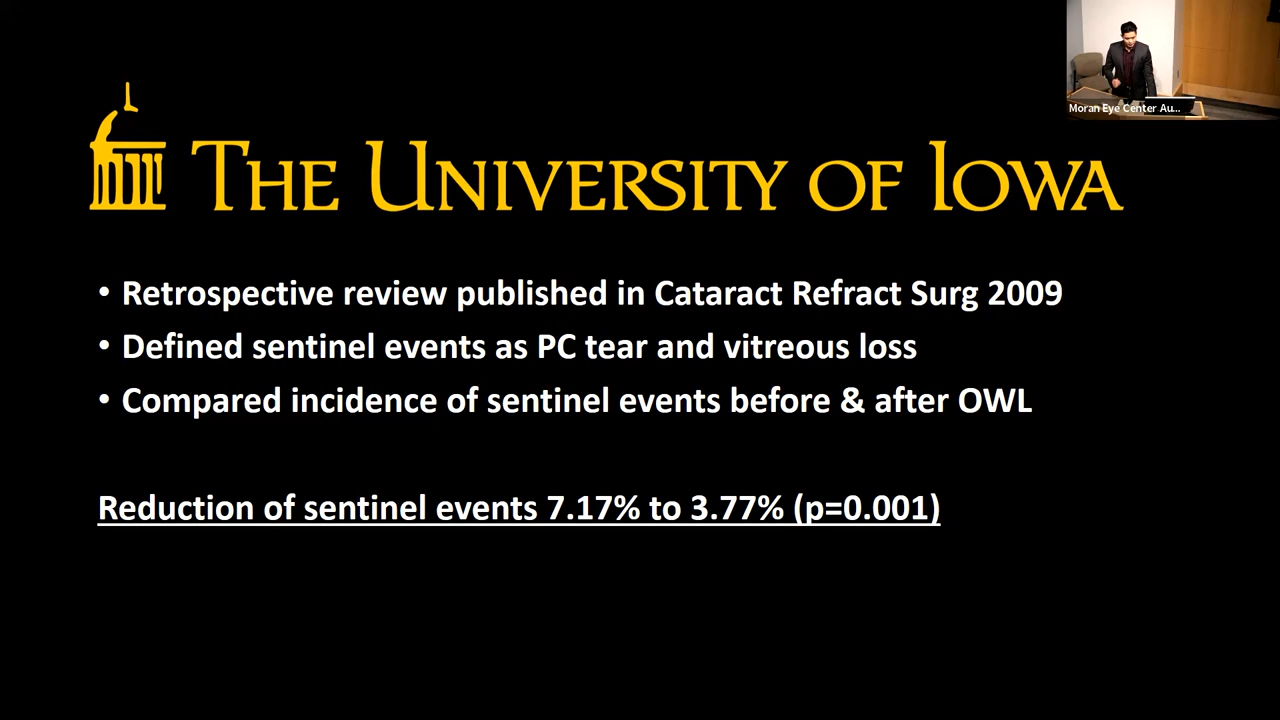 Moran Eye Center Au...
THE UNIVERSITY OF IOWA
• Retrospective review published in Cataract Refract Surg 2009
• Defined sentinel events as PC tear and vitreous loss
• Compared incidence of sentinel events before & after OWL
Reduction of sentinel events 7.17% to 3.77% (p=0.001)